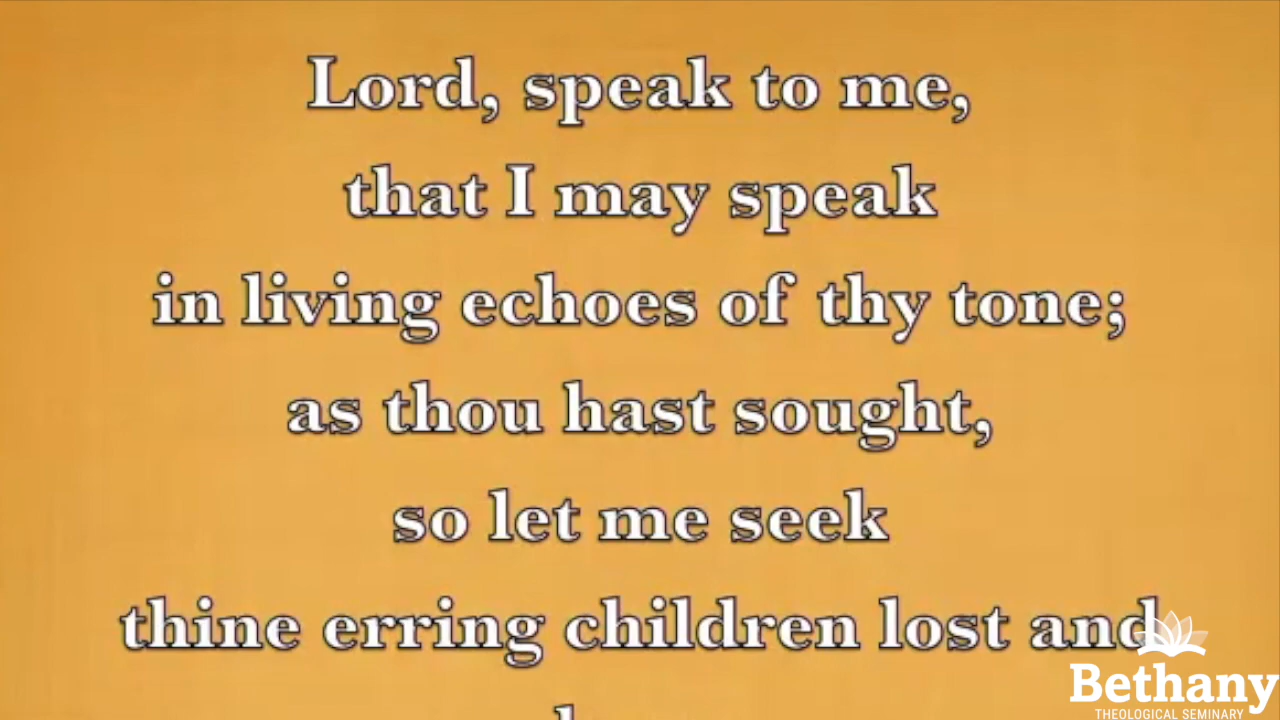 Lord, speak to me,
that I may speak
in living echoes of thy tone;
as thou hast sought,
so let me seek
thine erring children lost and
Bethany
THEOLOGICAL SEMINARY